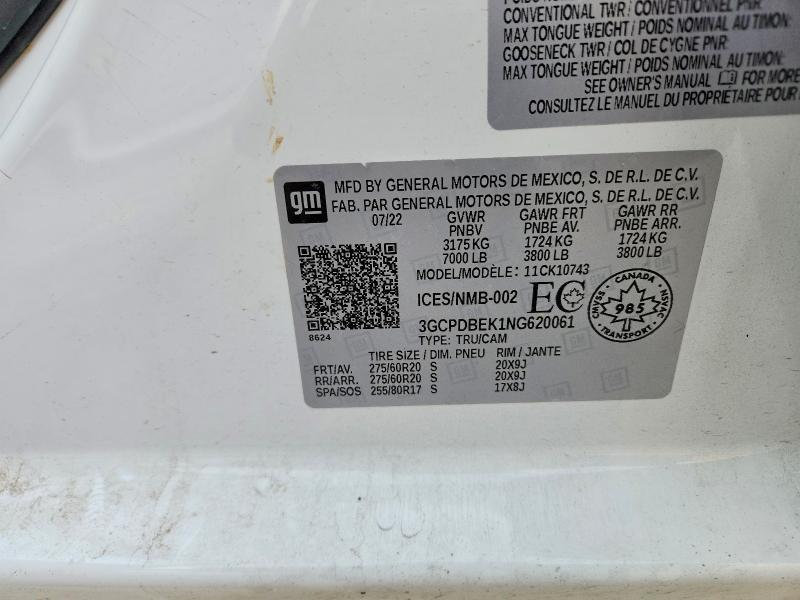 CONVENTIONAL TWR / CONVENTIONNEL PNR
MAX TONGUE WEIGHT / POIDS NOMINAL AU TIMON:
GOOSENECK TWR / COL DE CYGNE PNR:
MAX TONGUE WEIGHT / POIDS NOMINAL AU TIMON:
SEE OWNER'S MANUAL FOR MORE
CONSULTEZ LE MANUEL DU PROPRIÉTAIRE POUR
gm
MFD BY GENERAL MOTORS DE MEXICO, S. DE R.L. DE C.V.
FAB. PAR GENERAL MOTORS DE MEXICO, S. DE R.L. DE C.V.
07/22 GVWR GAWR FRT GAWR RR
PNBV PNBE AV. PNBE ARR.
3175 KG 1724 KG 1724 KG
7000 LB 3800 LB 3800 LB
MODEL/MODÈLE: 11CK10743
ICES/NMB-002 EC
CANADA
CMVSS NSVAC
985
TRANSPORT
3GCPDBEK1NG620061
8624
TYPE: TRU/CAM
TIRE SIZE / DIM. PNEU RIM / JANTE
FRT/AV. 275/60R20 S 20X9J
RR/ARR. 275/60R20 S 20X9J
SPA/SOS 255/80R17 S 17X8J